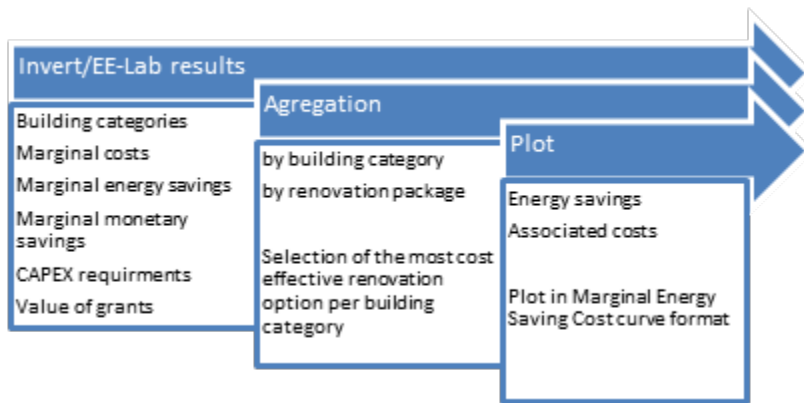 Invert/EE-Lab results
Building categories
Marginal costs
Marginal energy savings
Marginal monetary
savings
CAPEX requirments
Value of grants
Agregation
by building category
by renovation package
Selection of the most cost
effective renovation
option per building
category
Plot
Energy savings
Associated costs
Plot in Marginal Energy
Saving Cost curve format